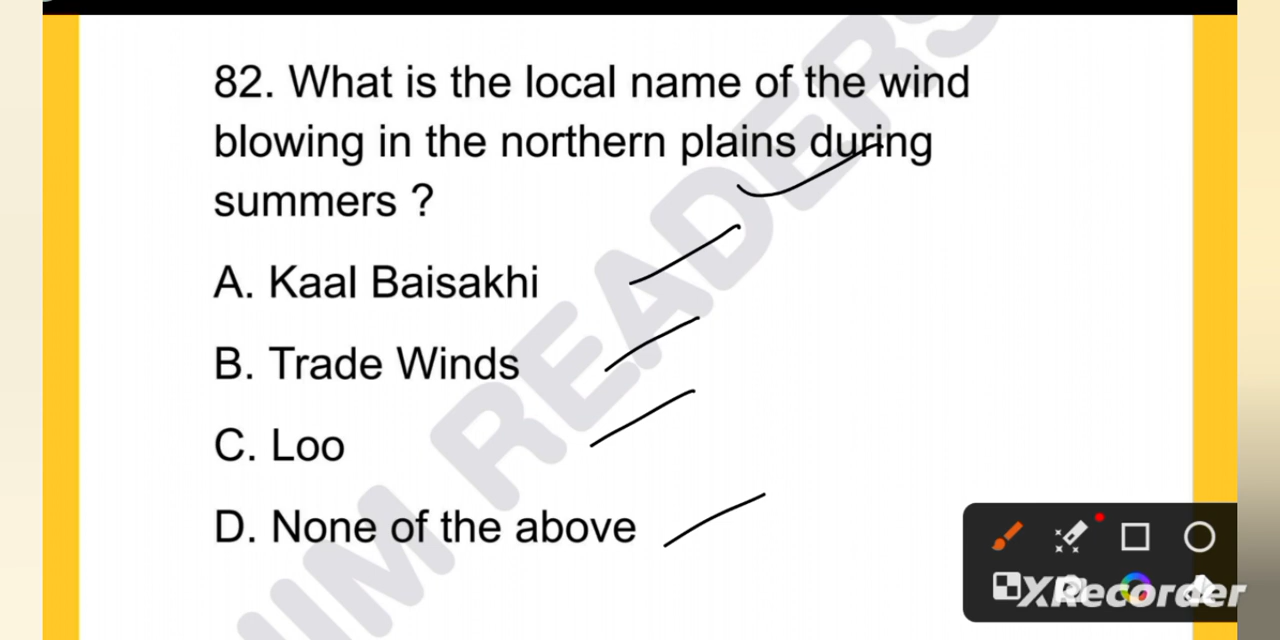 82. What is the local name of the wind
blowing in the northern plains during
summers ?
A. Kaal Baisakhi
B. Trade Winds
C. Loo
D. None of the above
IM READERS
XRecorder